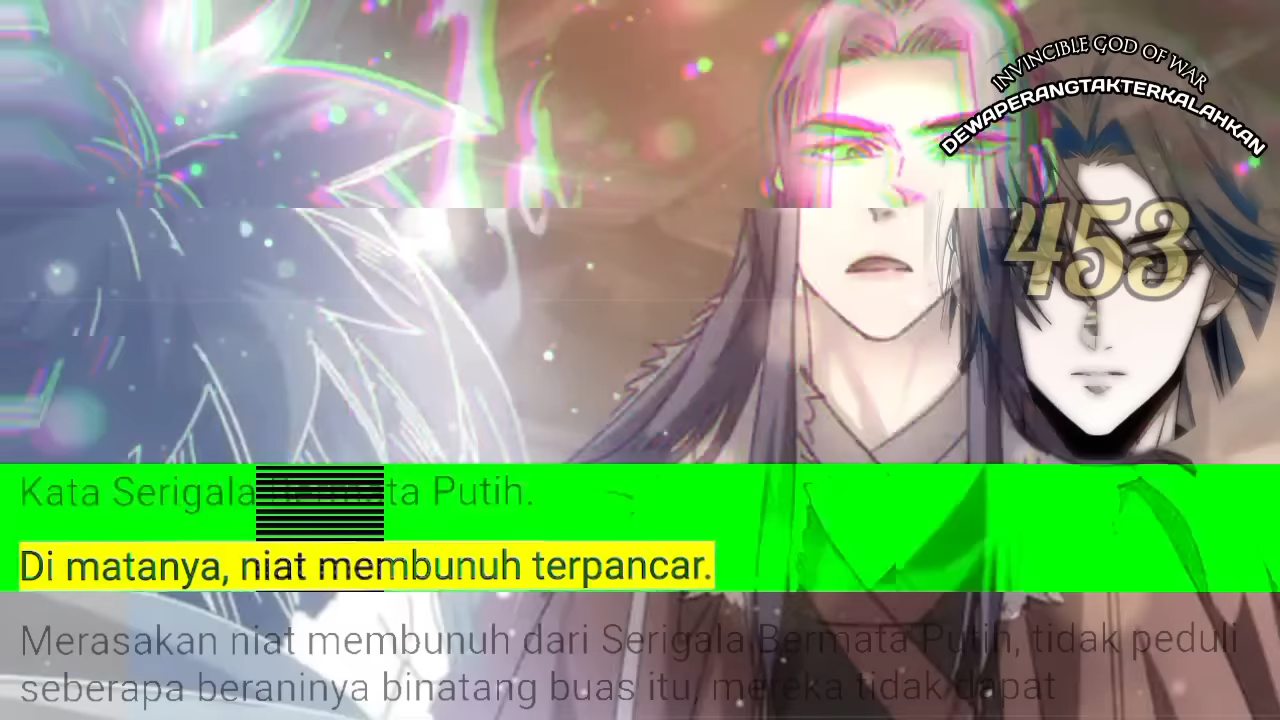 INVINCIBLE GOD OF WAR
DEWAPERANGTAKTERKALAHKAN
453
Kata Serigala Bermata Putih.
Di matanya, niat membunuh terpancar.
Merasakan niat membunuh dari Serigala Bermata Putih, tidak peduli
seberapa beraninya binatang buas itu, mereka tidak dapat